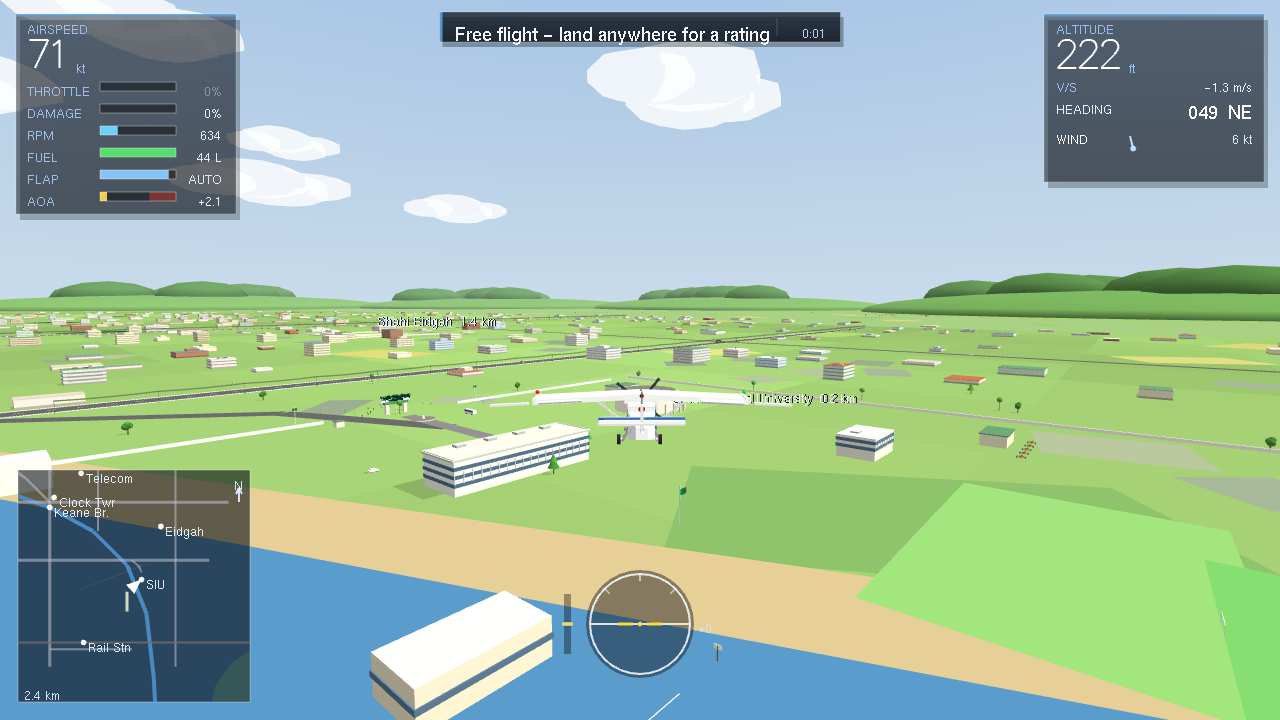 AIRSPEED
71 kt
THROTTLE 0%
DAMAGE 0%
RPM 634
FUEL 44 L
FLAP AUTO
AOA +2.1
Free flight – land anywhere for a rating 0:01
ALTITUDE
222 ft
V/S −1.3 m/s
HEADING 049 NE
WIND 6 kt
Shahi Eidgah 1.4 km
University 0.2 km
N
Telecom
Clock Twr
Keane Br.
Eidgah
SIU
Rail Stn
2.4 km
+0